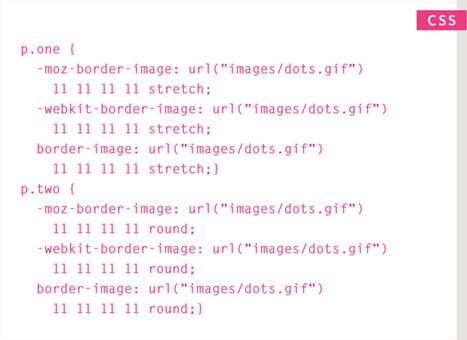 CSS
p.one {
-moz-border-image: url("images/dots.gif")
11 11 11 11 stretch;
-webkit-border-image: url("images/dots.gif")
11 11 11 11 stretch;
border-image: url("images/dots.gif")
11 11 11 11 stretch;}
p.two {
-moz-border-image: url("images/dots.gif")
11 11 11 11 round;
-webkit-border-image: url("images/dots.gif")
11 11 11 11 round;
border-image: url("images/dots.gif")
11 11 11 11 round;}